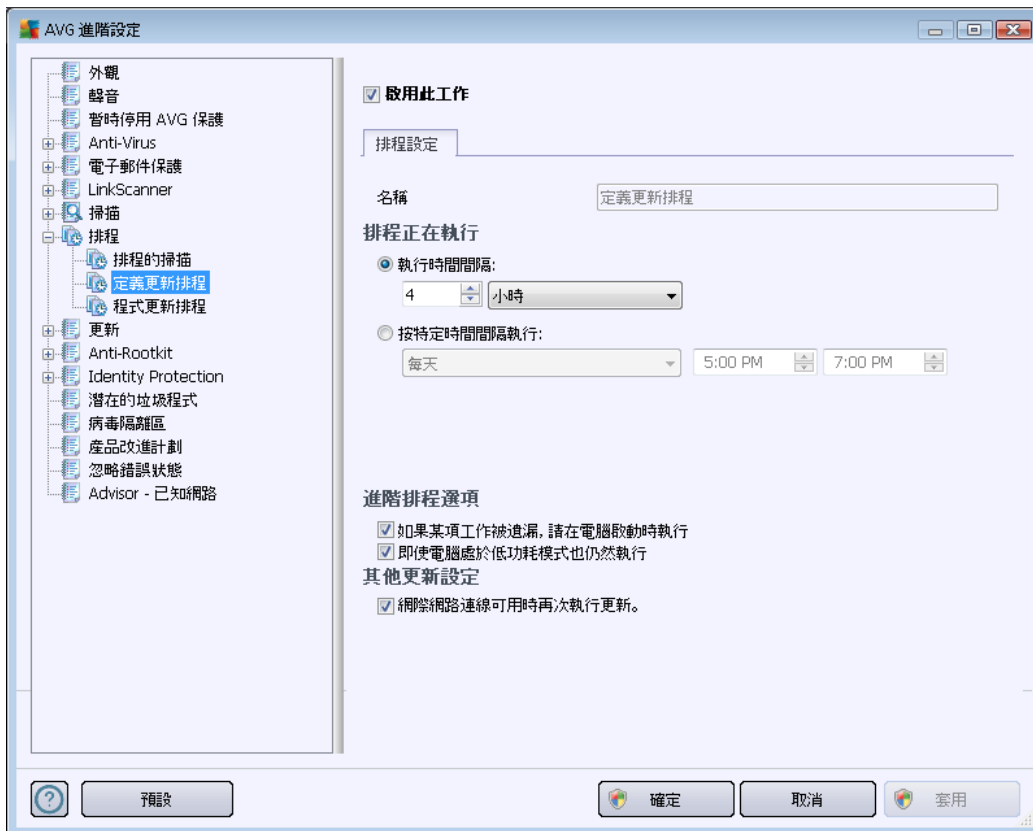 AVG 進階設定
外觀
聲音
暫時停用 AVG 保護
Anti-Virus
電子郵件保護
LinkScanner
掃描
排程
排程的掃描
定義更新排程
程式更新排程
更新
Anti-Rootkit
Identity Protection
潛在的垃圾程式
病毒隔離區
產品改進計劃
忽略錯誤狀態
Advisor - 已知網路
啟用此工作
排程設定
名稱 定義更新排程
排程正在執行
執行時間間隔:
4 小時
按特定時間間隔執行:
每天 5:00 PM 7:00 PM
進階排程選項
如果某項工作被遺漏, 請在電腦啟動時執行
即使電腦處於低功耗模式也仍然執行
其他更新設定
網際網路連線可用時再次執行更新。
預設 確定 取消 套用